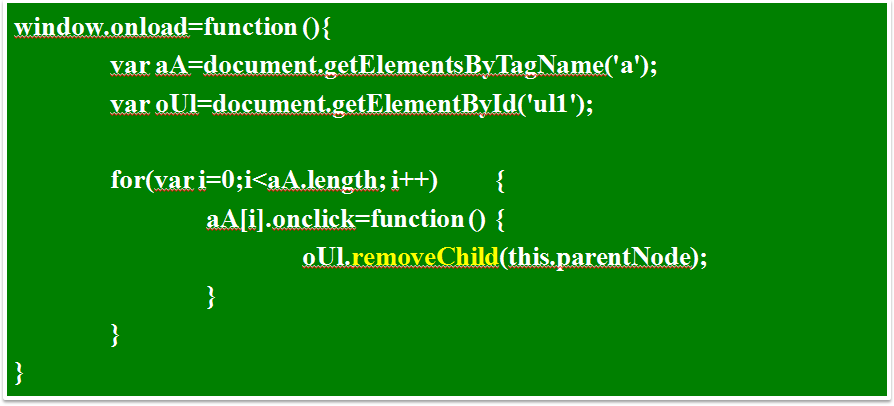 window.onload=function (){
var aA=document.getElementsByTagName('a');
var oUl=document.getElementById('ul1');
for(var i=0;i<aA.length; i++) {
aA[i].onclick=function () {
oUl.removeChild(this.parentNode);
}
}
}